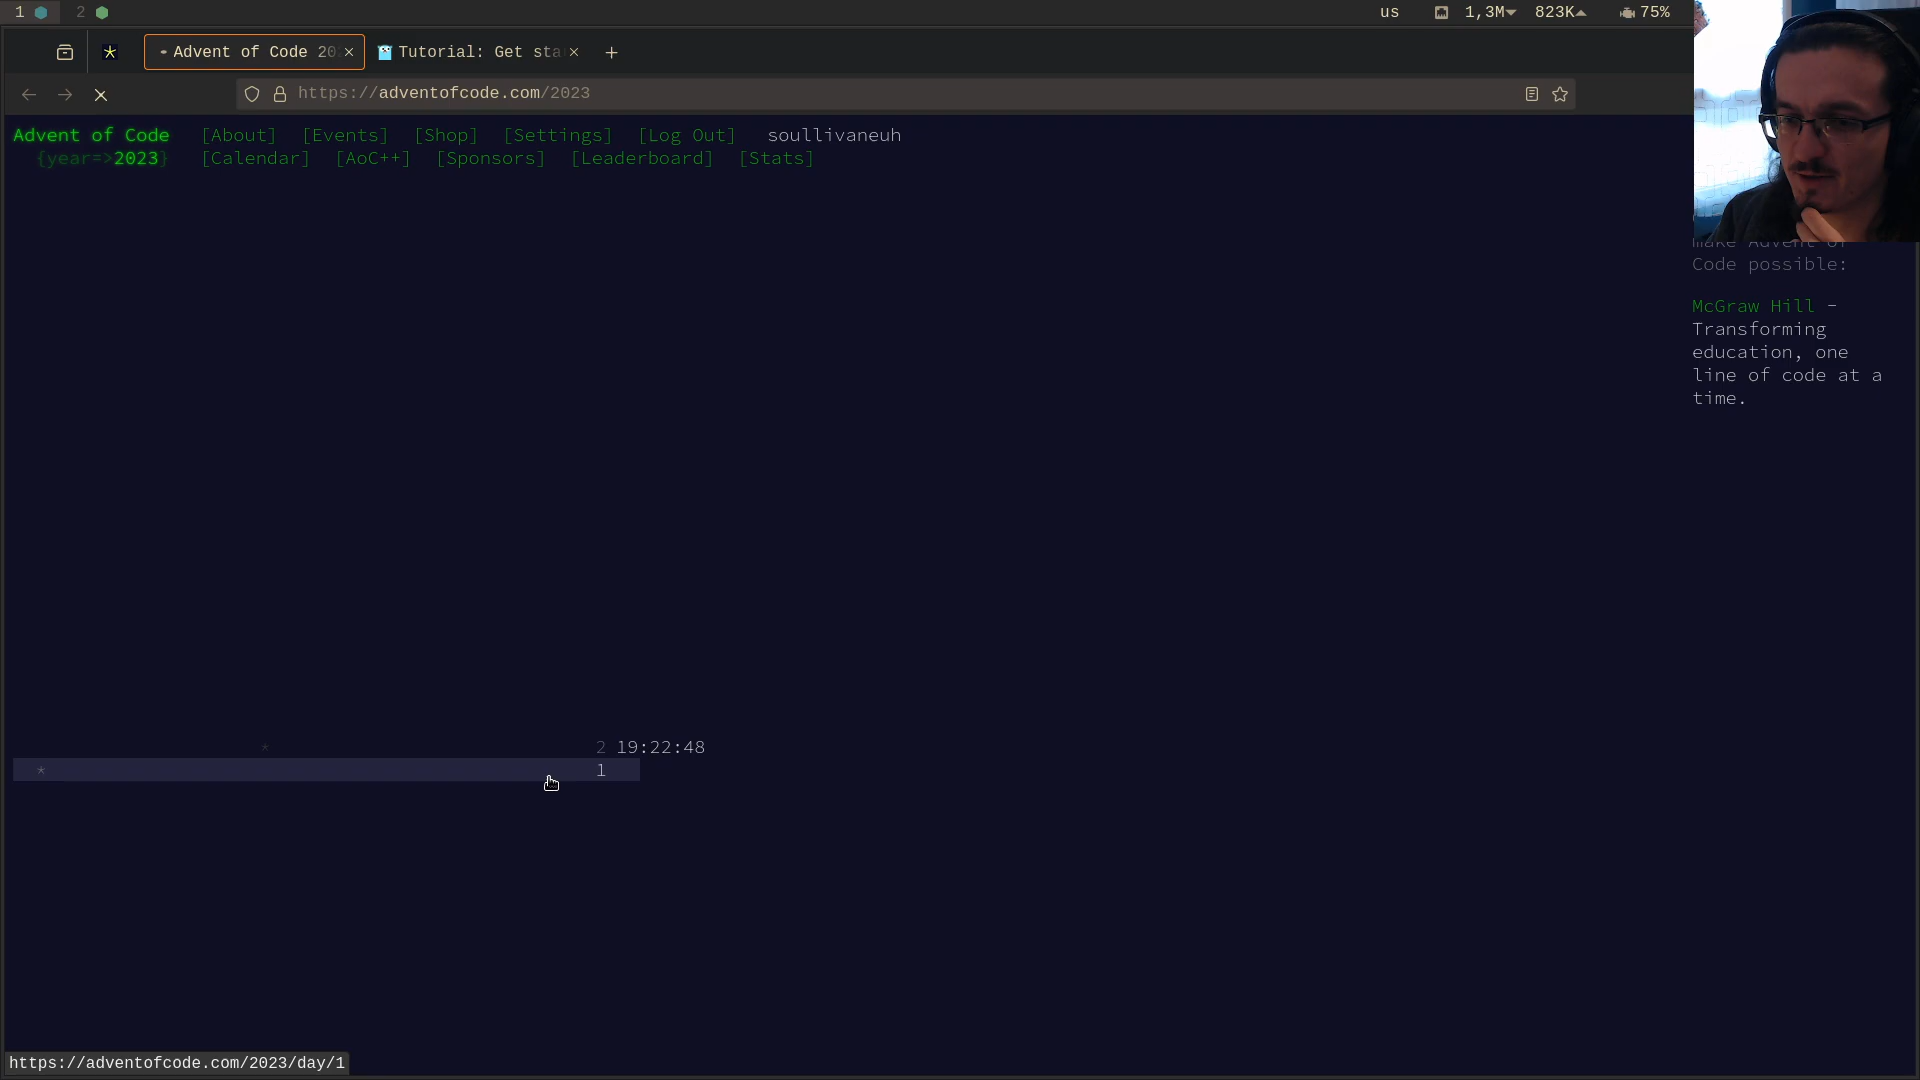 1 2 us 1,3M 823K 75%
Advent of Code 20 Tutorial: Get sta
https://adventofcode.com/2023
Advent of Code [About] [Events] [Shop] [Settings] [Log Out] soullivaneuh
{year=>2023} [Calendar] [AoC++] [Sponsors] [Leaderboard] [Stats]
make Advent of
Code possible:
McGraw Hill -
Transforming
education, one
line of code at a
time.
* 2 19:22:48
* 1
https://adventofcode.com/2023/day/1